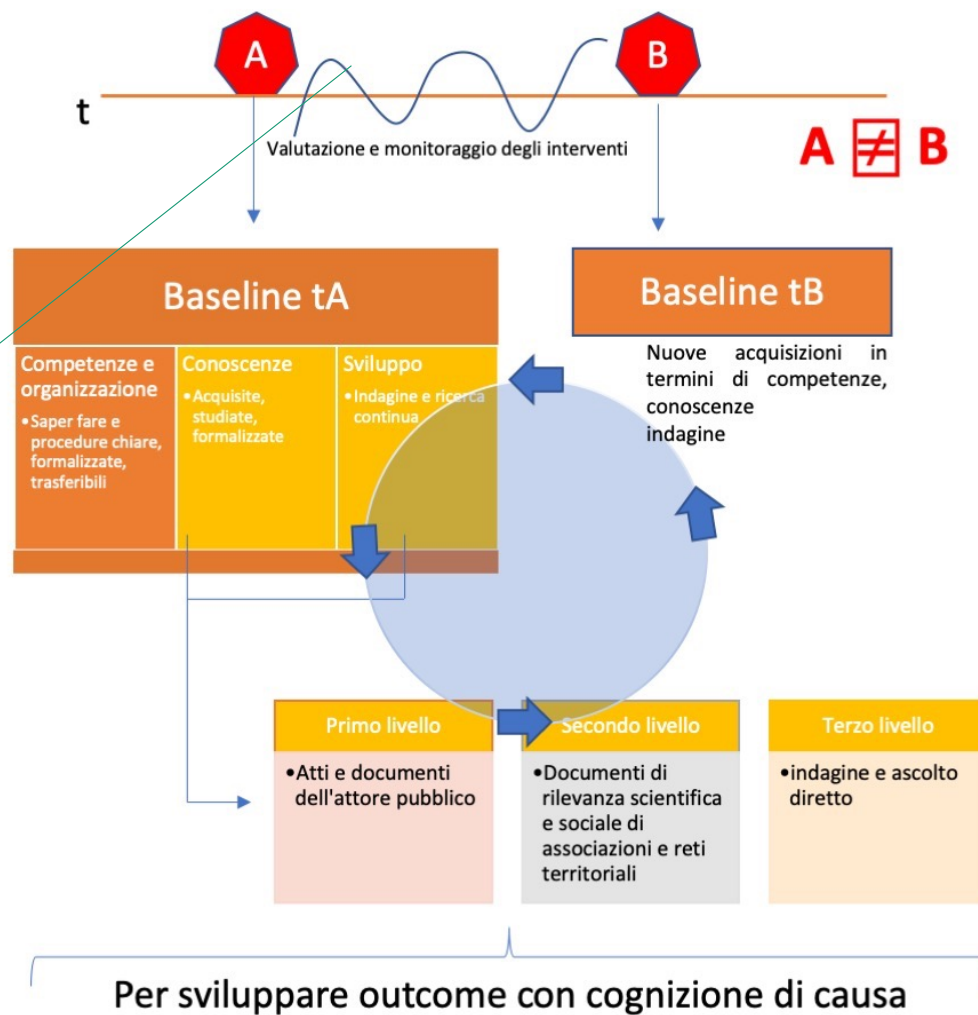 A
B
t
Valutazione e monitoraggio degli interventi
A ≠ B
Baseline tA
Competenze e
organizzazione
•Saper fare e
procedure chiare,
formalizzate,
trasferibili
Conoscenze
•Acquisite,
studiate,
formalizzate
Sviluppo
•Indagine e ricerca
continua
Baseline tB
Nuove acquisizioni in
termini di competenze,
conoscenze
indagine
Primo livello
•Atti e documenti
dell'attore pubblico
Secondo livello
•Documenti di
rilevanza scientifica
e sociale di
associazioni e reti
territoriali
Terzo livello
•indagine e ascolto
diretto
Per sviluppare outcome con cognizione di causa